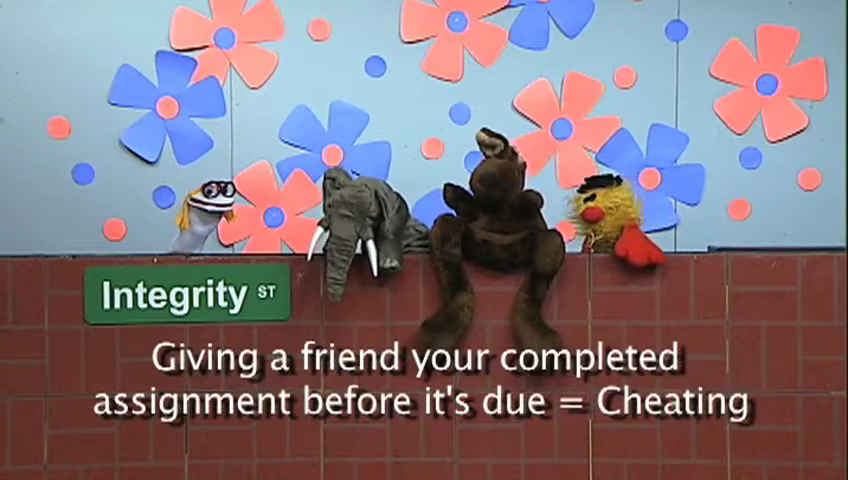 Integrity ST
Giving a friend your completed
assignment before it's due = Cheating